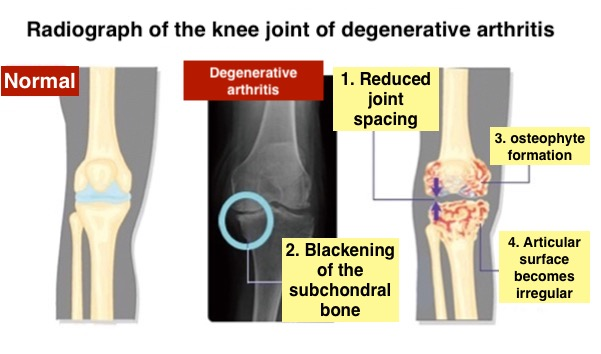 Radiograph of the knee joint of degenerative arthritis
Normal
Degenerative
arthritis
1. Reduced
joint
spacing
2. Blackening
of the
subchondral
bone
3. osteophyte
formation
4. Articular
surface
becomes
irregular